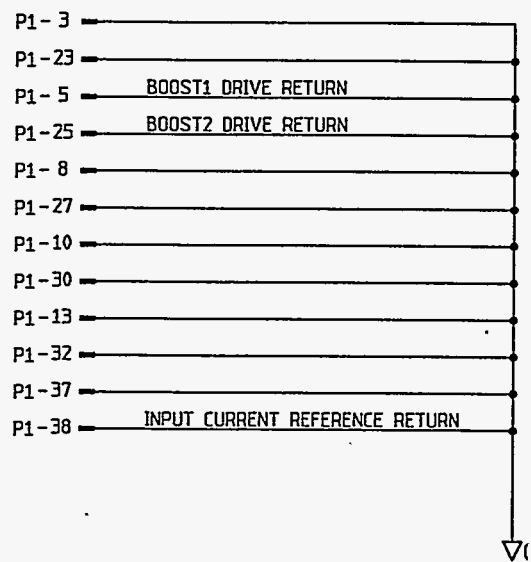 P1-3
P1-23
P1-5 BOOST1 DRIVE RETURN
P1-25 BOOST2 DRIVE RETURN
P1-8
P1-27
P1-10
P1-30
P1-13
P1-32
P1-37
P1-38 INPUT CURRENT REFERENCE RETURN